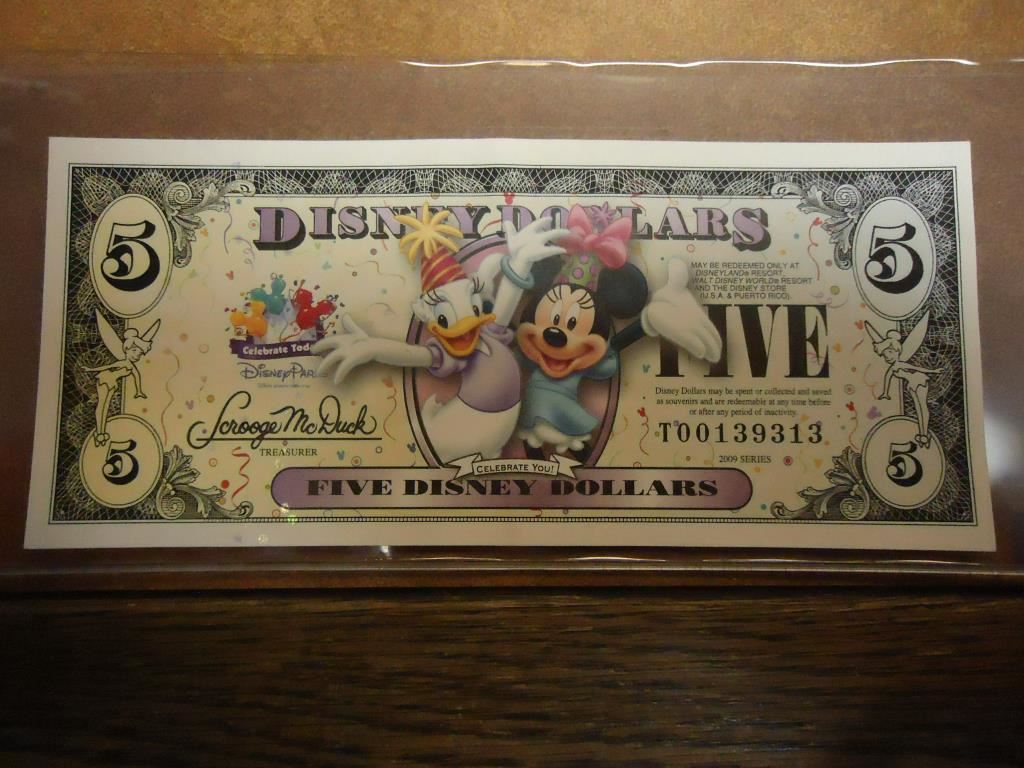 DISNEY DOLLARS
5
5
MAY BE REDEEMED ONLY AT
DISNEYLAND® RESORT,
WALT DISNEY WORLD® RESORT
AND THE DISNEY STORE
(U.S.A. & PUERTO RICO).
FIVE
Celebrate Tod
DISNEY PAR
Disney Dollars may be spent or collected and saved
as souvenirs and are redeemable at any time before
or after any period of inactivity.
Scrooge McDuck
TREASURER
T00139313
2009 SERIES
5
5
CELEBRATE YOU!
FIVE DISNEY DOLLARS